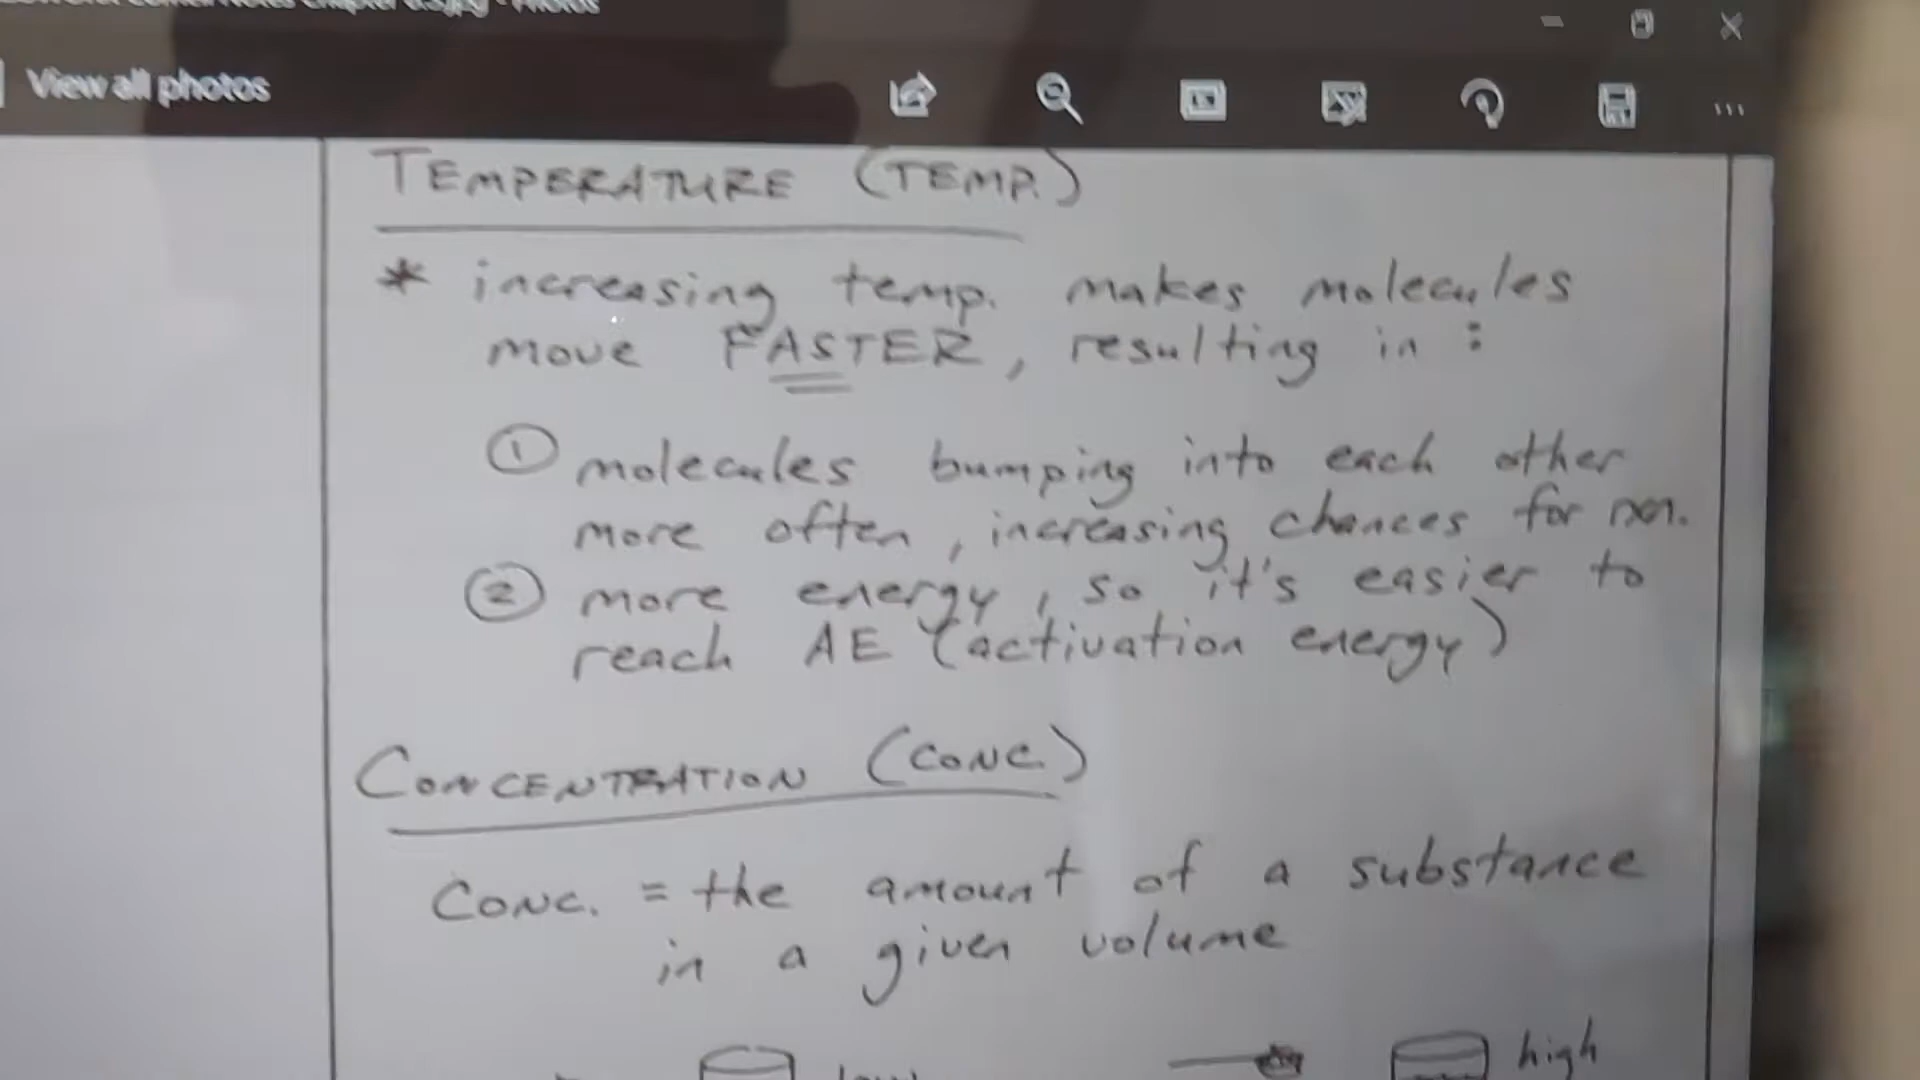 View all photos
TEMPERATURE (TEMP.)
* increasing temp. makes molecules
move FASTER, resulting in :
① molecules bumping into each other
more often, increasing chances for rxn.
② more energy, so it's easier to
reach AE (activation energy)
CONCENTRATION (CONC.)
CONC. = the amount of a substance
in a given volume
low high